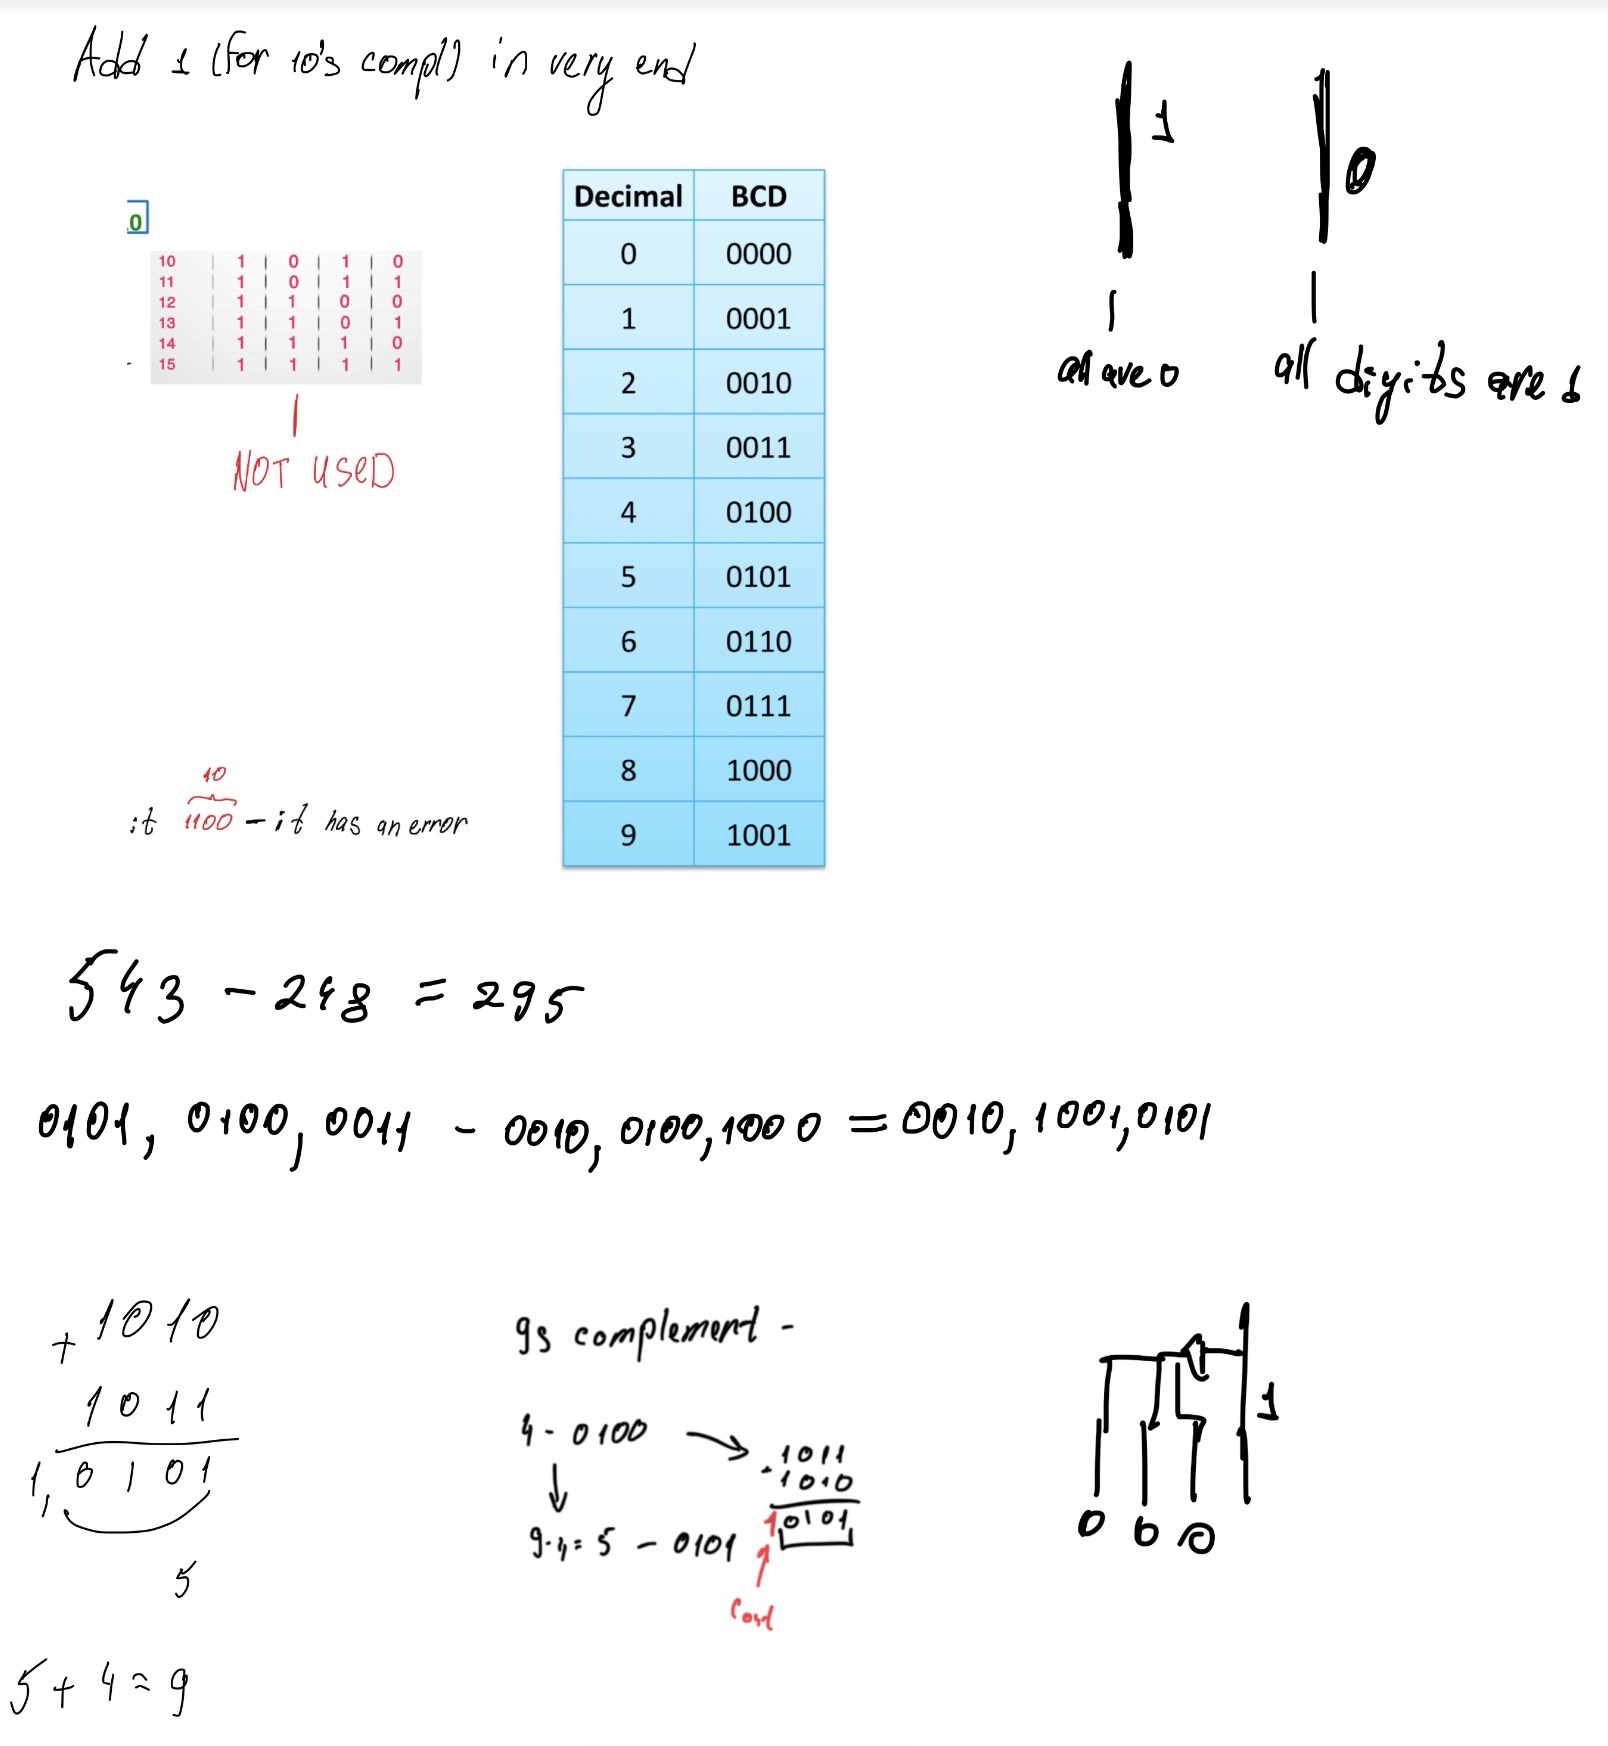 Add 1 (for 10's compl) in very end
1
0
0
10 | 1 | 0 | 1 | 0
11 | 1 | 0 | 1 | 1
12 | 1 | 1 | 0 | 0
13 | 1 | 1 | 0 | 1
14 | 1 | 1 | 1 | 0
15 | 1 | 1 | 1 | 1
NOT USED
Decimal BCD
0 0000
1 0001
2 0010
3 0011
4 0100
5 0101
6 0110
7 0111
8 1000
9 1001
all are 0
all digits are 1
10
it 1100 - it has an error
543 - 248 = 295
0101, 0100, 0011 - 0010, 0100, 1000 = 0010, 1001, 0101
+ 1010
1011
1, 0101
5
5 + 4 = 9
9s complement -
4 - 0100
1011
1010
1 0101
9-4 = 5 - 0101
1
0 0 0